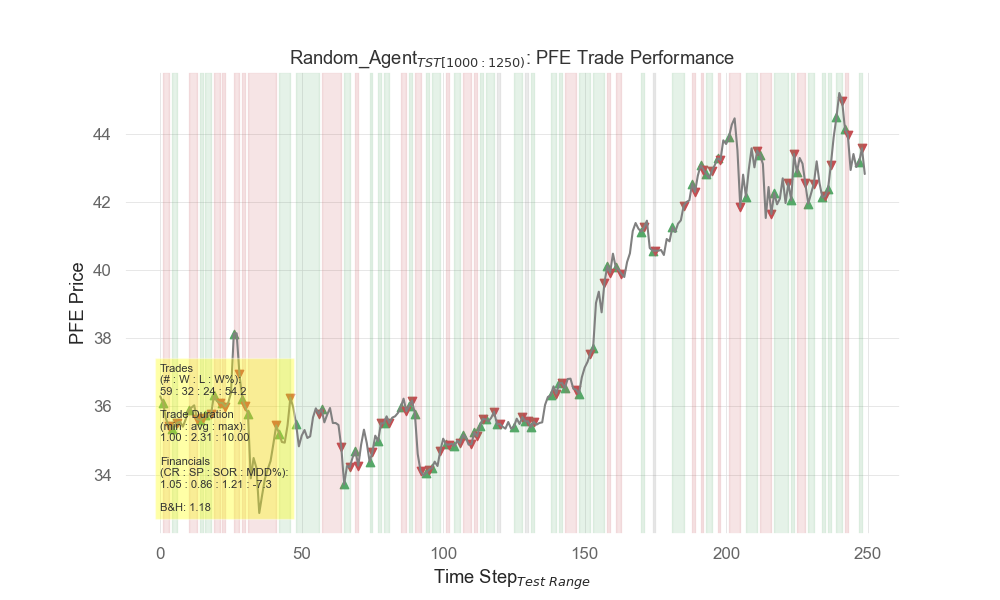 Random_Agent TST[1000:1250): PFE Trade Performance
PFE Price
44
42
40
38
36
34
Trades
(# : W : L : W%):
59 : 32 : 24 : 54.2
Trade Duration
(min : avg : max):
1.00 : 2.31 : 10.00
Financials
(CR : SP : SOR : MDD%):
1.05 : 0.86 : 1.21 : -7.3
B&H: 1.18
0 50 100 150 200 250
Time Step Test Range